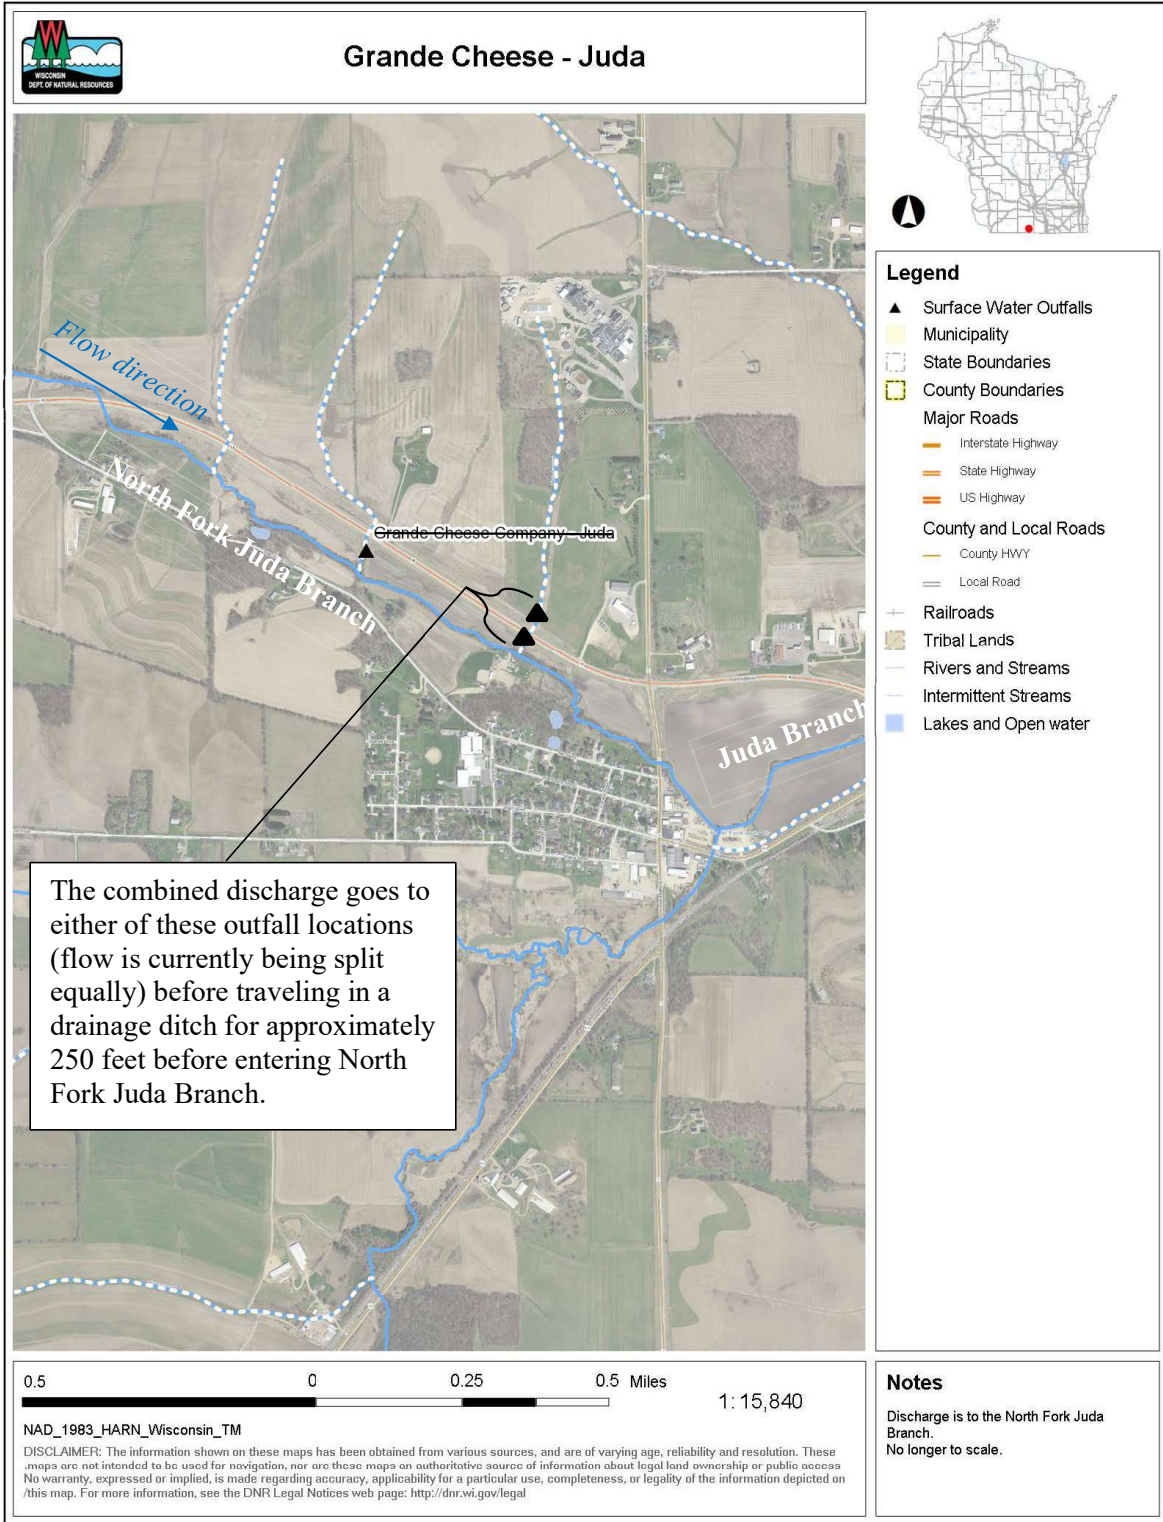 WISCONSIN
DEPT. OF NATURAL RESOURCES
Grande Cheese - Juda
Flow direction
North Fork Juda Branch
Grande Cheese Company - Juda
Juda Branch
The combined discharge goes to
either of these outfall locations
(flow is currently being split
equally) before traveling in a
drainage ditch for approximately
250 feet before entering North
Fork Juda Branch.
Legend
Surface Water Outfalls
Municipality
State Boundaries
County Boundaries
Major Roads
Interstate Highway
State Highway
US Highway
County and Local Roads
County HWY
Local Road
Railroads
Tribal Lands
Rivers and Streams
Intermittent Streams
Lakes and Open water
0.5 0 0.25 0.5 Miles
1: 15,840
NAD_1983_HARN_Wisconsin_TM
DISCLAIMER: The information shown on these maps has been obtained from various sources, and are of varying age, reliability and resolution. These
maps are not intended to be used for navigation, nor are these maps an authoritative source of information about legal land ownership or public access
No warranty, expressed or implied, is made regarding accuracy, applicability for a particular use, completeness, or legality of the information depicted on
/this map. For more information, see the DNR Legal Notices web page: http://dnr.wi.gov/legal
Notes
Discharge is to the North Fork Juda
Branch.
No longer to scale.